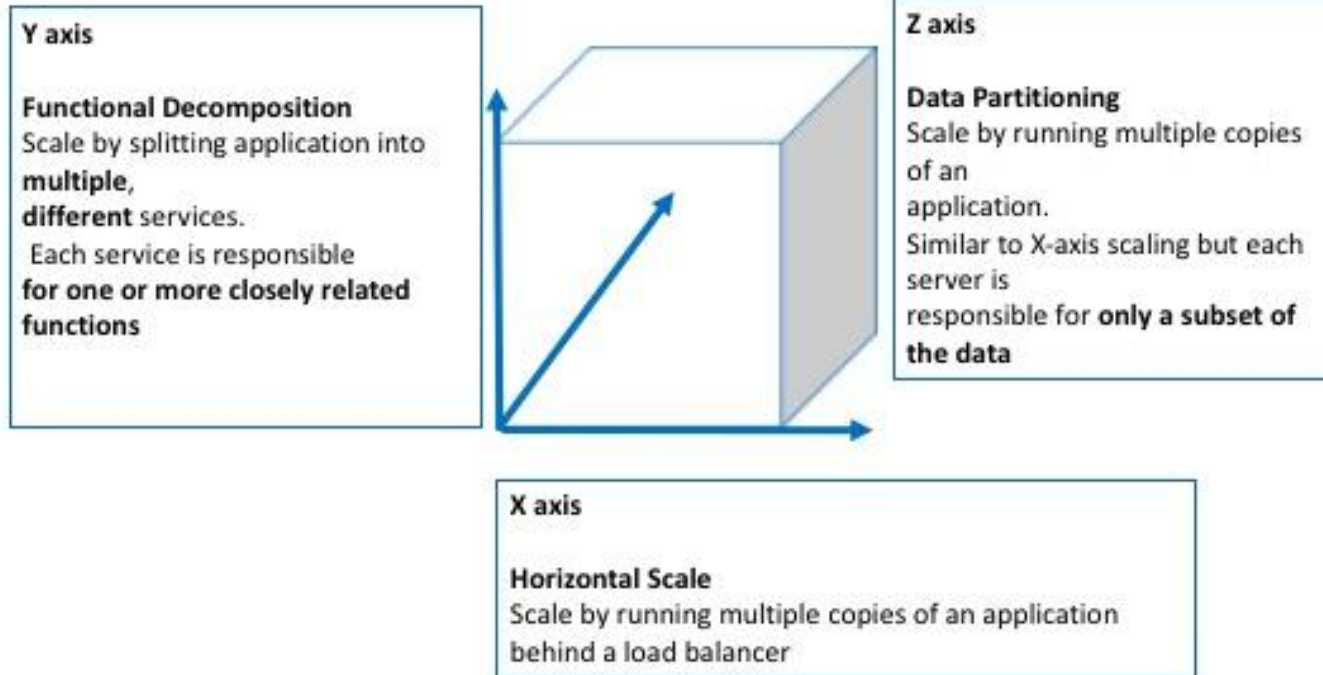 Y axis
Functional Decomposition
Scale by splitting application into
multiple,
different services.
Each service is responsible
for one or more closely related
functions
Z axis
Data Partitioning
Scale by running multiple copies
of an
application.
Similar to X-axis scaling but each
server is
responsible for only a subset of
the data
X axis
Horizontal Scale
Scale by running multiple copies of an application
behind a load balancer